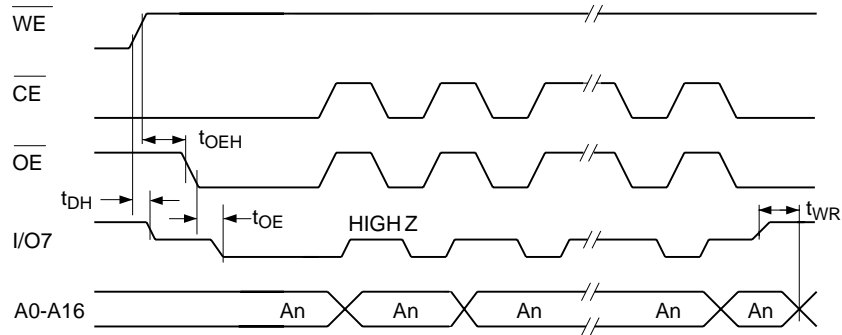 WE
CE
tOEH
OE
tDH
tOE
HIGH Z
tWR
I/O7
A0-A16 An An An An An